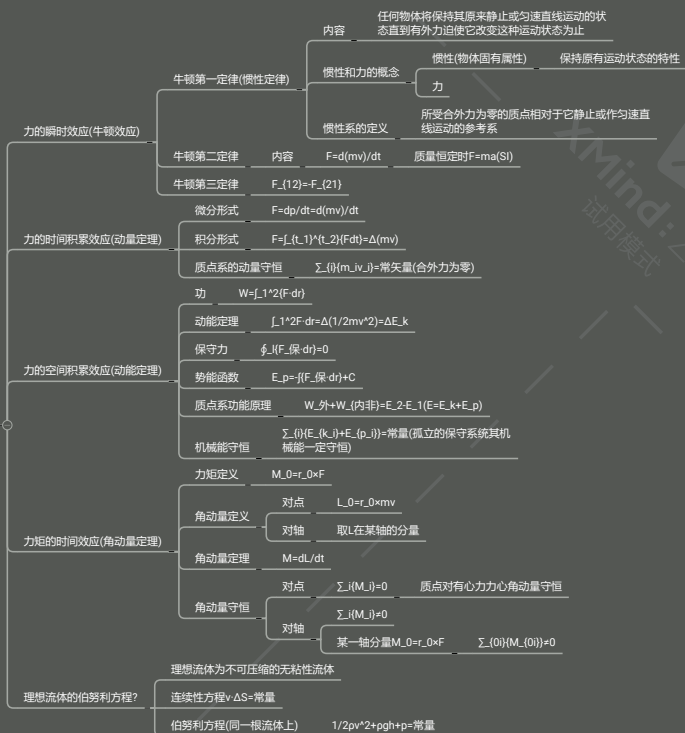 任何物体将保持其原来静止或匀速直线运动的状
态直到有外力迫使它改变这种运动状态为止
内容
惯性(物体固有属性)
保持原有运动状态的特性
惯性和力的概念
力
牛顿第一定律(惯性定律)
所受合外力为零的质点相对于它静止或作匀速直
线运动的参考系
惯性系的定义
力的瞬时效应(牛顿效应)
牛顿第二定律
内容
F=d(mv)/dt
质量恒定时F=ma(SI)
牛顿第三定律
F_{12}=-F_{21}
微分形式
F=dp/dt=d(mv)/dt
力的时间积累效应(动量定理)
积分形式
F=∫_{t_1}^{t_2}{Fdt}=Δ(mv)
质点系的动量守恒
∑_{i}{m_iv_i}=常矢量(合外力为零)
功
W=∫_1^2{F·dr}
动能定理
∫_1^2F·dr=Δ(1/2mv^2)=ΔE_k
保守力
∮_l{F_保·dr}=0
力的空间积累效应(动能定理)
势能函数
E_p=-∫{F_保·dr}+C
质点系功能原理
W_外+W_{内非}=E_2-E_1(E=E_k+E_p)
∑_{i}{E_{k_i}+E_{p_i}}=常量(孤立的保守系统其机
械能一定守恒)
机械能守恒
力矩定义
M_0=r_0×F
对点
L_0=r_0×mv
角动量定义
对轴
取L在某轴的分量
力矩的时间效应(角动量定理)
角动量定理
M=dL/dt
对点
∑_i{M_i}=0
质点对有心力力心角动量守恒
角动量守恒
∑_i{M_i}≠0
对轴
某一轴分量M_0=r_0×F
∑_{0i}{M_{0i}}≠0
理想流体为不可压缩的无粘性流体
理想流体的伯努利方程?
连续性方程v·ΔS=常量
伯努利方程(同一根流体上)
1/2ρv^2+ρgh+p=常量
XMind:
试用模式